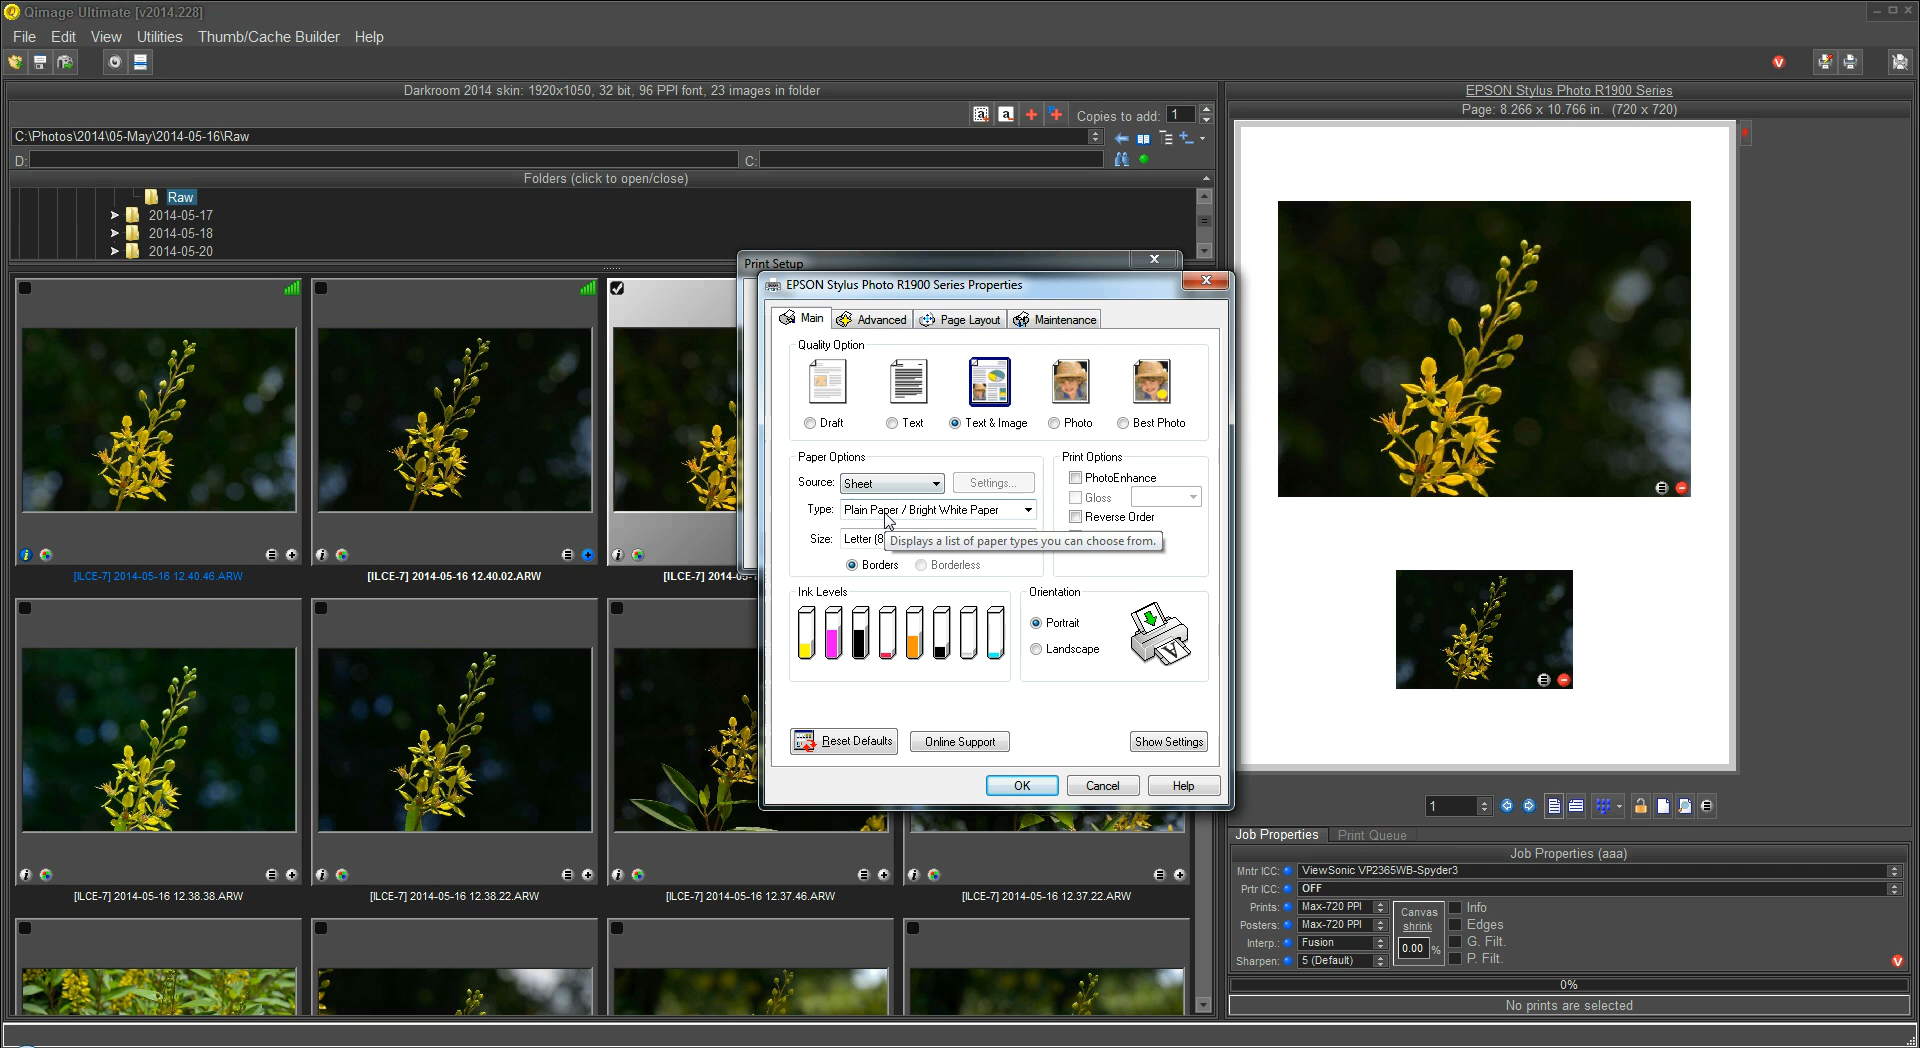 Qimage Ultimate [v2014.228]
File Edit View Utilities Thumb/Cache Builder Help
Darkroom 2014 skin: 1920x1050, 32 bit, 96 PPI font, 23 images in folder
Copies to add: 1
C:\Photos\2014\05-May\2014-05-16\Raw
D:
C:
Folders (click to open/close)
Raw
2014-05-17
2014-05-18
2014-05-20
[ILCE-7] 2014-05-16 12.40.46.ARW
[ILCE-7] 2014-05-16 12.40.02.ARW
[ILCE-7] 2014-05-
[ILCE-7] 2014-05-16 12.38.38.ARW
[ILCE-7] 2014-05-16 12.38.22.ARW
[ILCE-7] 2014-05-16 12.37.46.ARW
[ILCE-7] 2014-05-16 12.37.22.ARW
Print Setup
EPSON Stylus Photo R1900 Series Properties
Main Advanced Page Layout Maintenance
Quality Option
Draft Text Text & Image Photo Best Photo
Paper Options
Source: Sheet Settings...
Type: Plain Paper / Bright White Paper
Size: Letter (8
Displays a list of paper types you can choose from.
Borders Borderless
Print Options
PhotoEnhance
Gloss
Reverse Order
Ink Levels
Orientation
Portrait
Landscape
Reset Defaults Online Support Show Settings
OK Cancel Help
EPSON Stylus Photo R1900 Series
Page: 8.266 x 10.766 in. (720 x 720)
1
Job Properties Print Queue
Job Properties (aaa)
Mntr ICC: ViewSonic VP2365WB-Spyder3
Prtr ICC: OFF
Prints: Max-720 PPI
Posters: Max-720 PPI
Interp.: Fusion
Sharpen: 5 (Default)
Canvas
shrink
0.00 %
Info
Edges
G. Filt.
P. Filt.
0%
No prints are selected